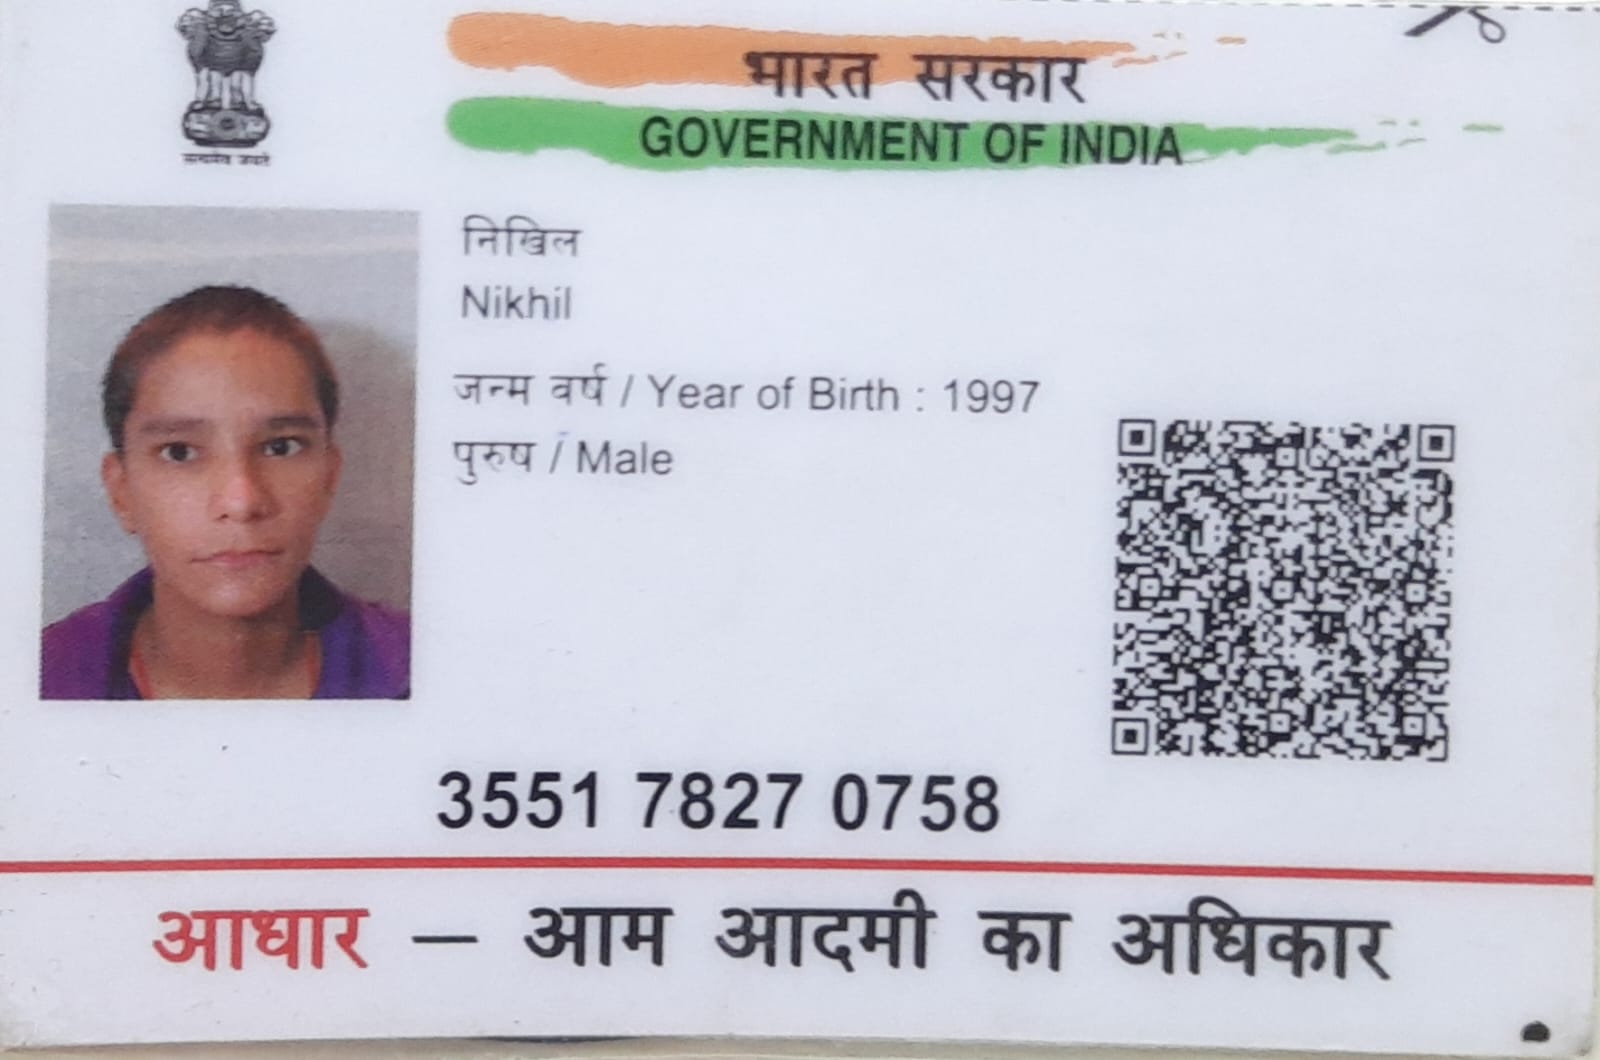 सत्यमेव जयते
भारत सरकार
GOVERNMENT OF INDIA
निखिल
Nikhil
जन्म वर्ष / Year of Birth : 1997
पुरुष / Male
3551 7827 0758
आधार – आम आदमी का अधिकार